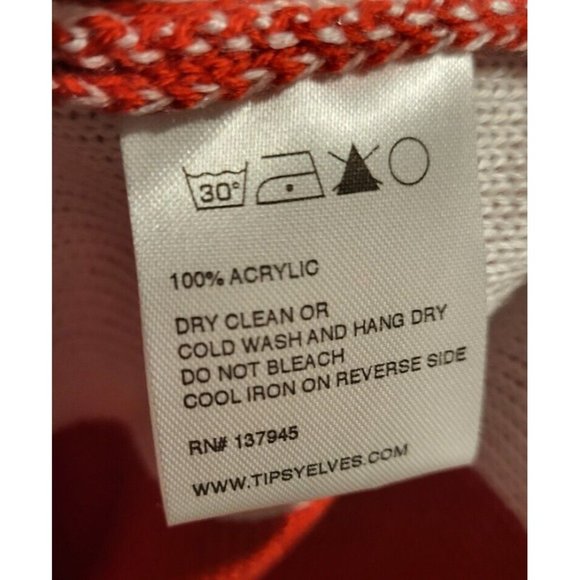 30°
100% ACRYLIC
DRY CLEAN OR
COLD WASH AND HANG DRY
DO NOT BLEACH
COOL IRON ON REVERSE SIDE
RN# 137945
WWW.TIPSYELVES.COM